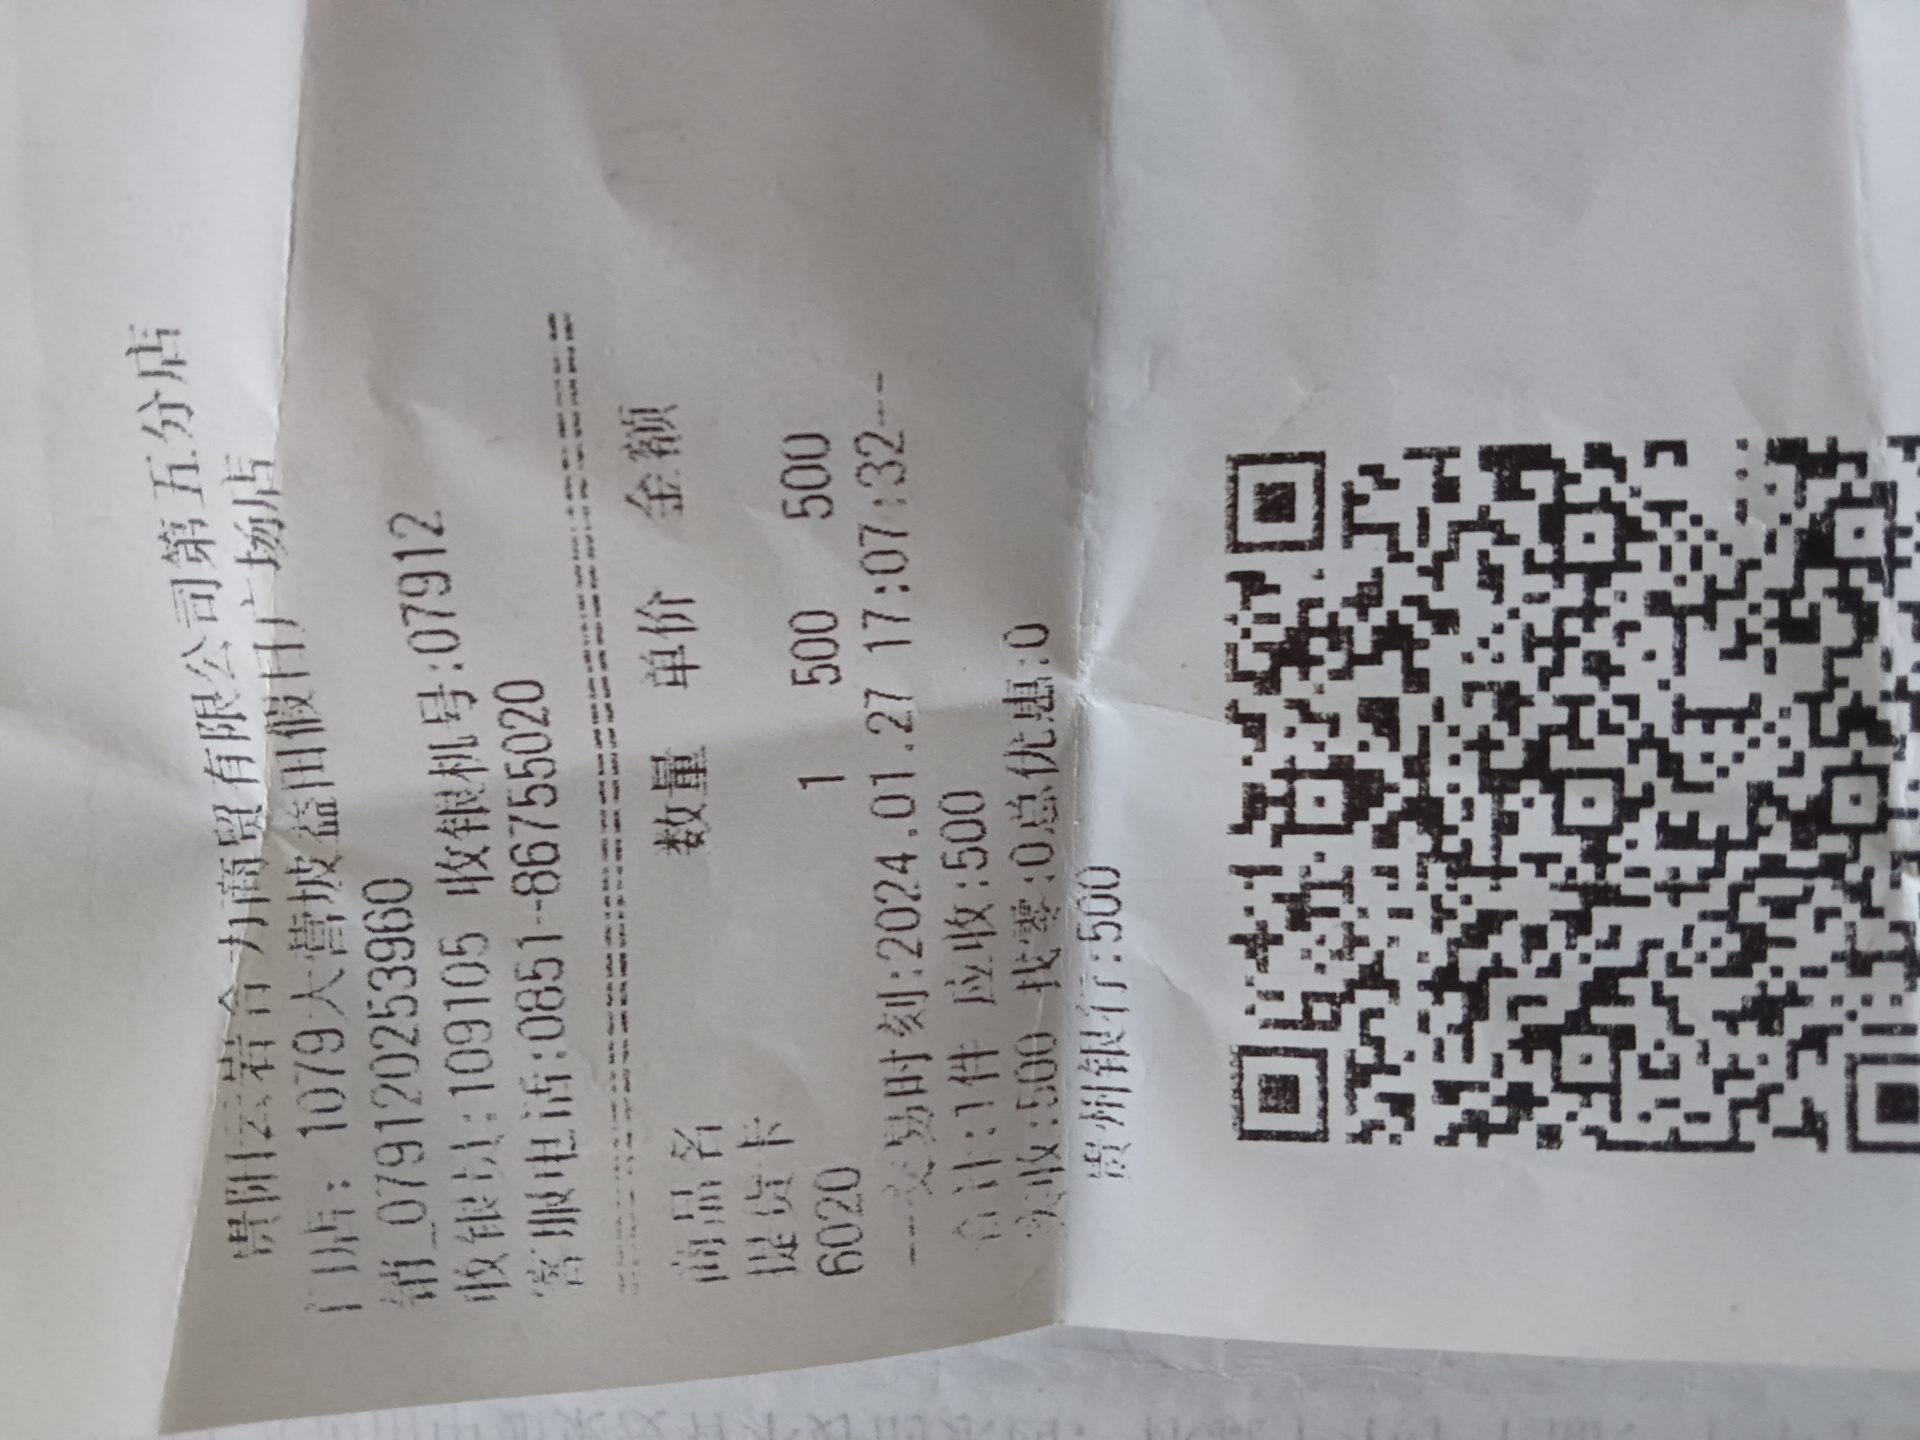 贵阳云岩合力商贸有限公司第五分店
门店: 1079大营坡益田假日广场店
销_0791202253960
收银员:109105 收银机号:07912
客服电话:0851-86755020
商品名 数量 单价 金额
提货卡
6020 1 500 500
---交易时刻:2024.01.27 17:07:32---
合计:1件 应收:500
实收:500 找零:0总优惠:0
贵州银行:500